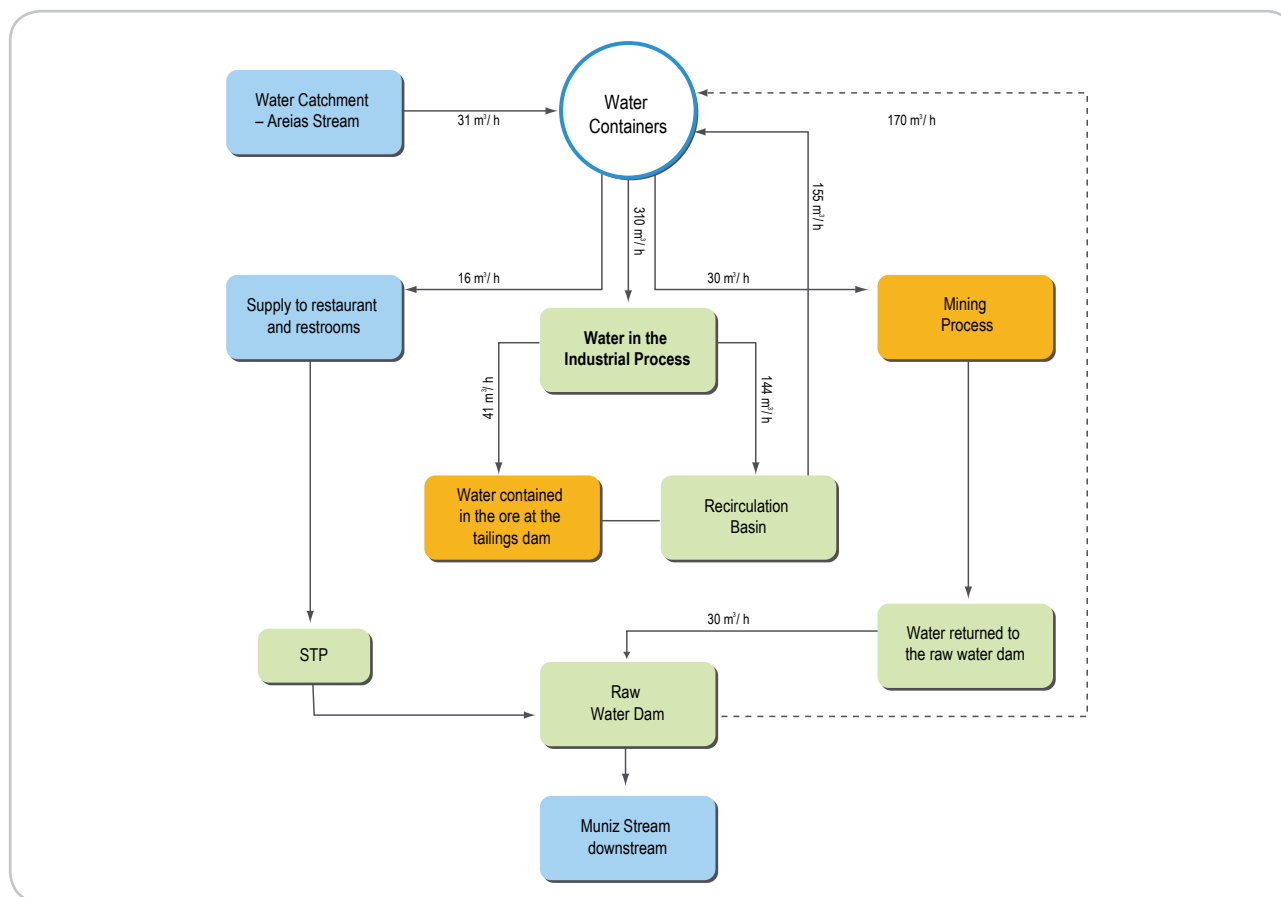 Water Catchment
– Areias Stream
31 m³/ h
Water
Containers
170 m³/ h
155 m³/ h
310 m³/ h
16 m³/ h
30 m³/ h
Supply to restaurant
and restrooms
Mining
Process
Water in the
Industrial Process
41 m³/ h
144 m³/ h
Water contained
in the ore at the
tailings dam
Recirculation
Basin
30 m³/ h
Water returned to
the raw water dam
STP
Raw
Water Dam
Muniz Stream
downstream